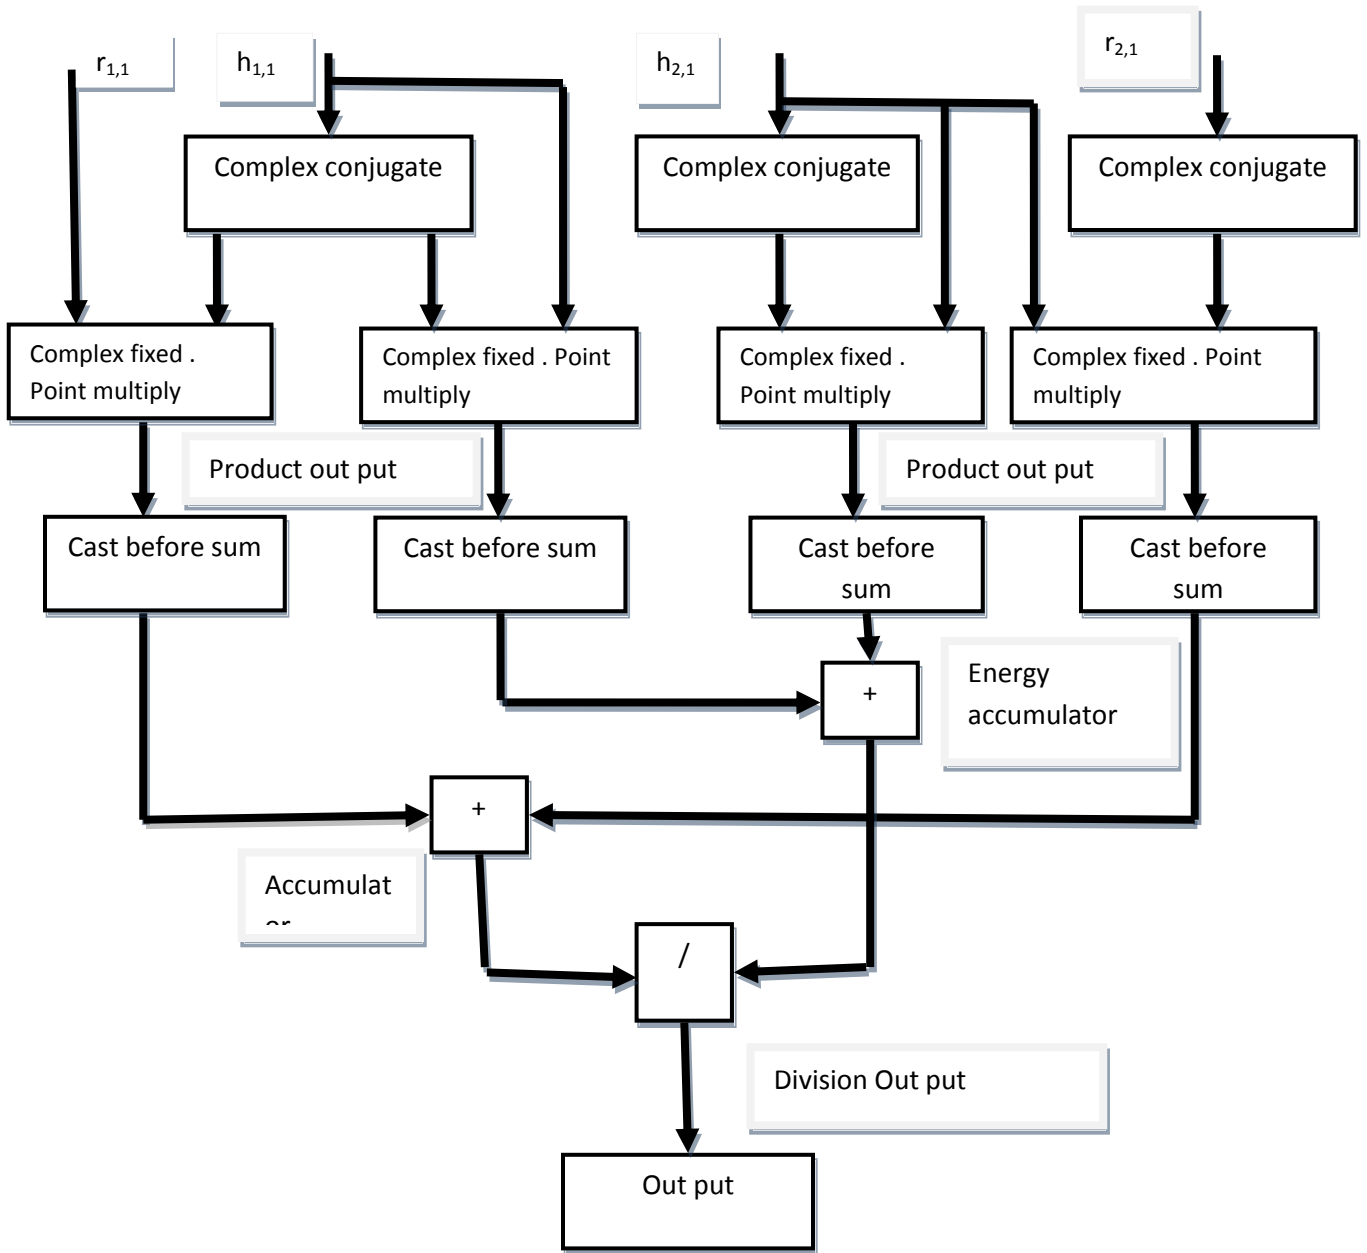 r1,1
h1,1
h2,1
r2,1
Complex conjugate
Complex conjugate
Complex conjugate
Complex fixed .
Point multiply
Complex fixed . Point
multiply
Complex fixed .
Point multiply
Complex fixed . Point
multiply
Product out put
Product out put
Cast before sum
Cast before sum
Cast before
sum
Cast before
sum
Energy
accumulator
+
+
Accumulat
or
/
Division Out put
Out put